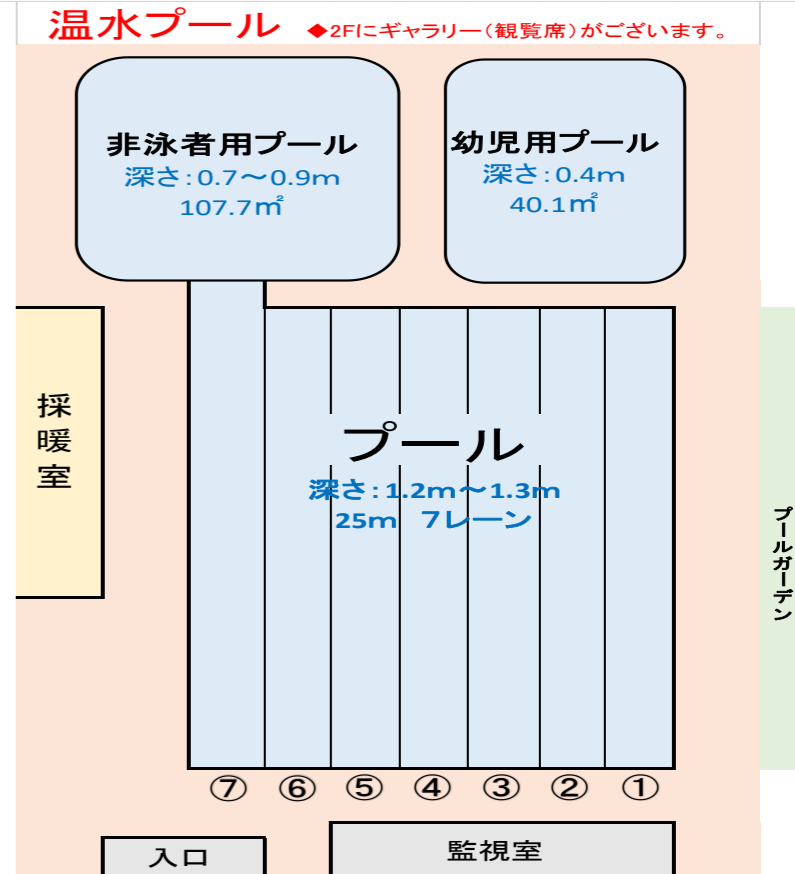 温水プール ◆2Fにギャラリー(観覧席)がございます。
非泳者用プール
深さ:0.7~0.9m
107.7㎡
幼児用プール
深さ:0.4m
40.1㎡
採暖室
プール
深さ:1.2m~1.3m
25m 7レーン
プールガーデン
⑦ ⑥ ⑤ ④ ③ ② ①
入口
監視室